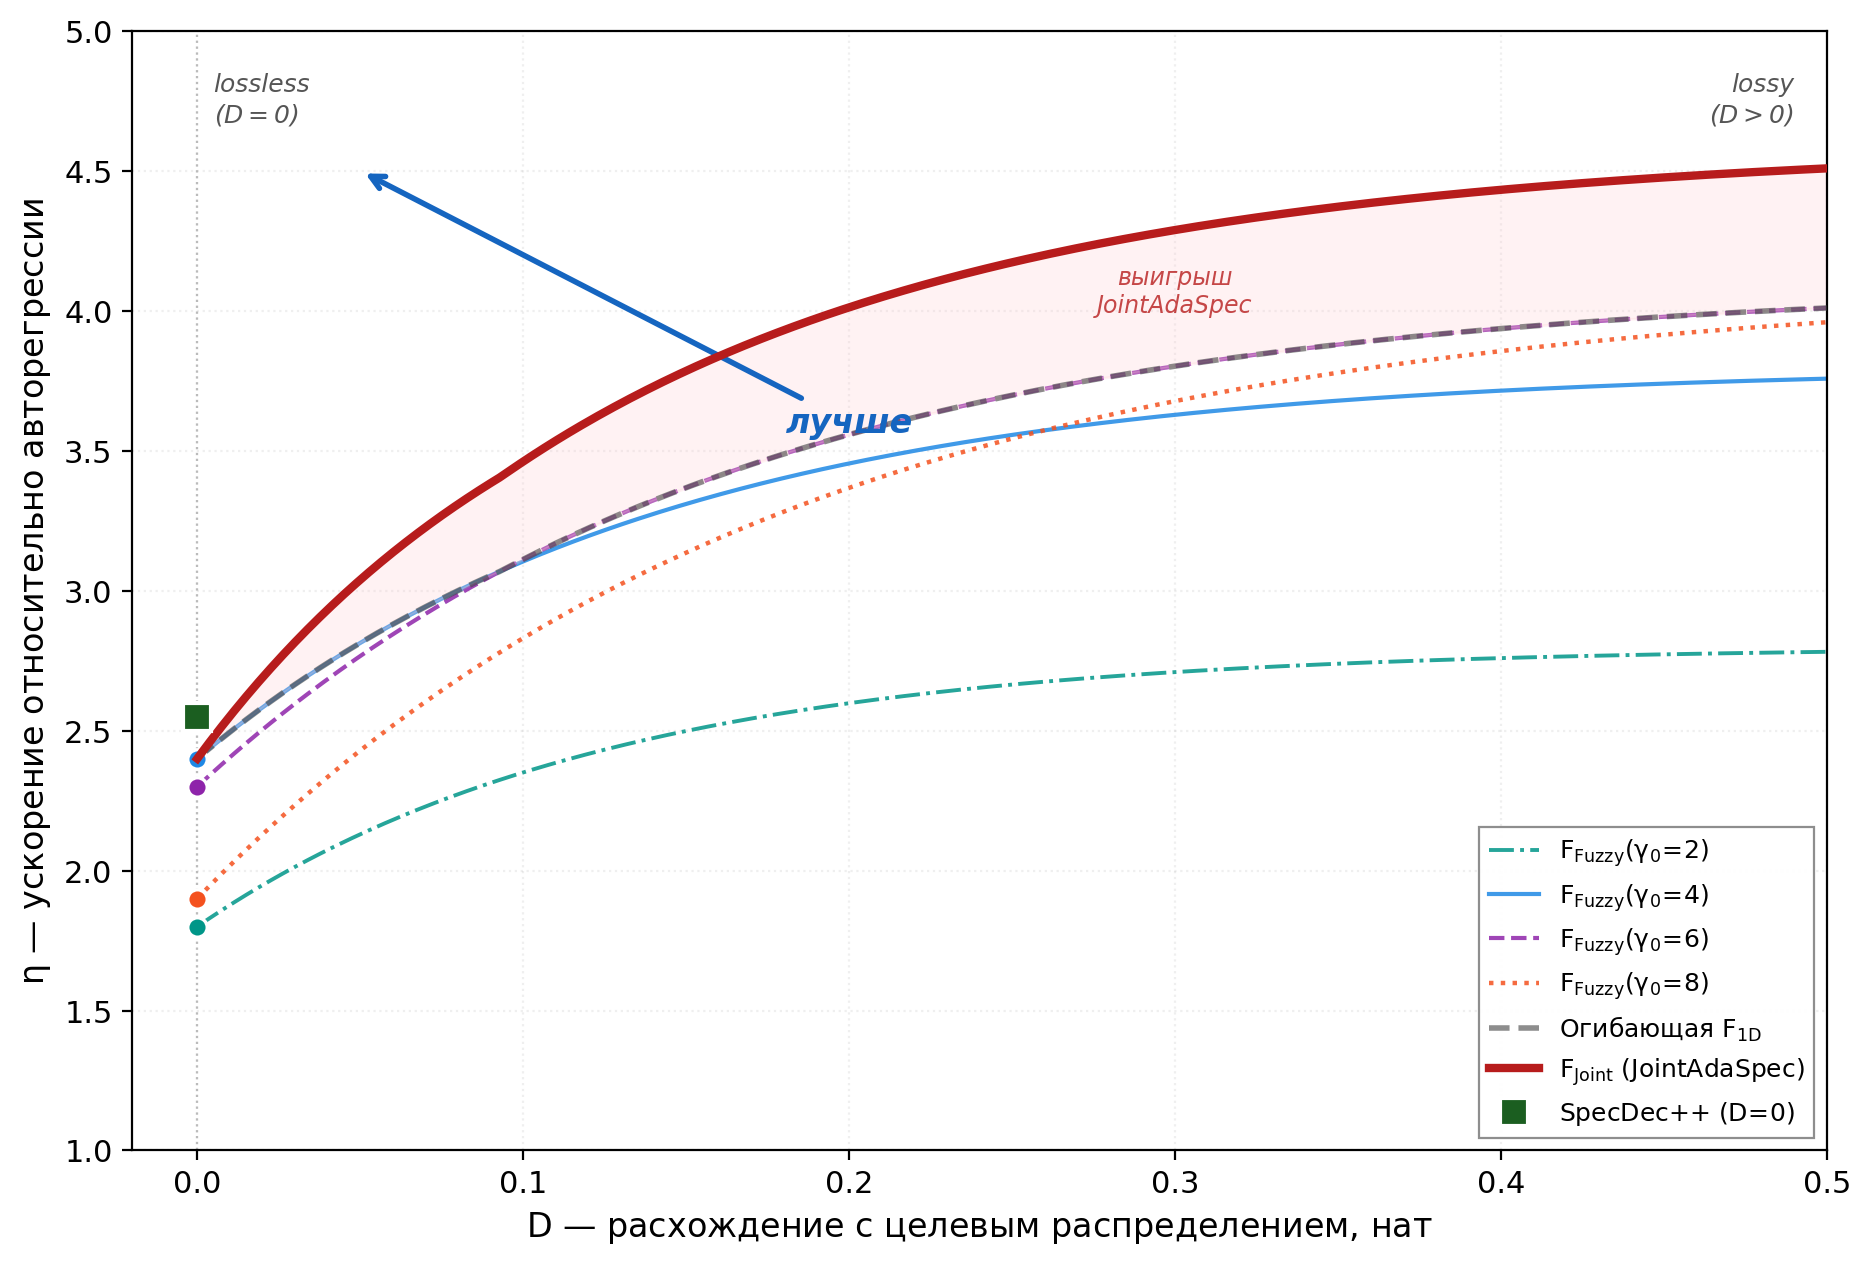 η — ускорение относительно авторегрессии
5.0
4.5
4.0
3.5
3.0
2.5
2.0
1.5
1.0
lossless
(D = 0)
lossy
(D > 0)
выигрыш
JointAdaSpec
лучше
F_Fuzzy(γ₀=2)
F_Fuzzy(γ₀=4)
F_Fuzzy(γ₀=6)
F_Fuzzy(γ₀=8)
Огибающая F_1D
F_Joint (JointAdaSpec)
SpecDec++ (D=0)
0.0 0.1 0.2 0.3 0.4 0.5
D — расхождение с целевым распределением, нат